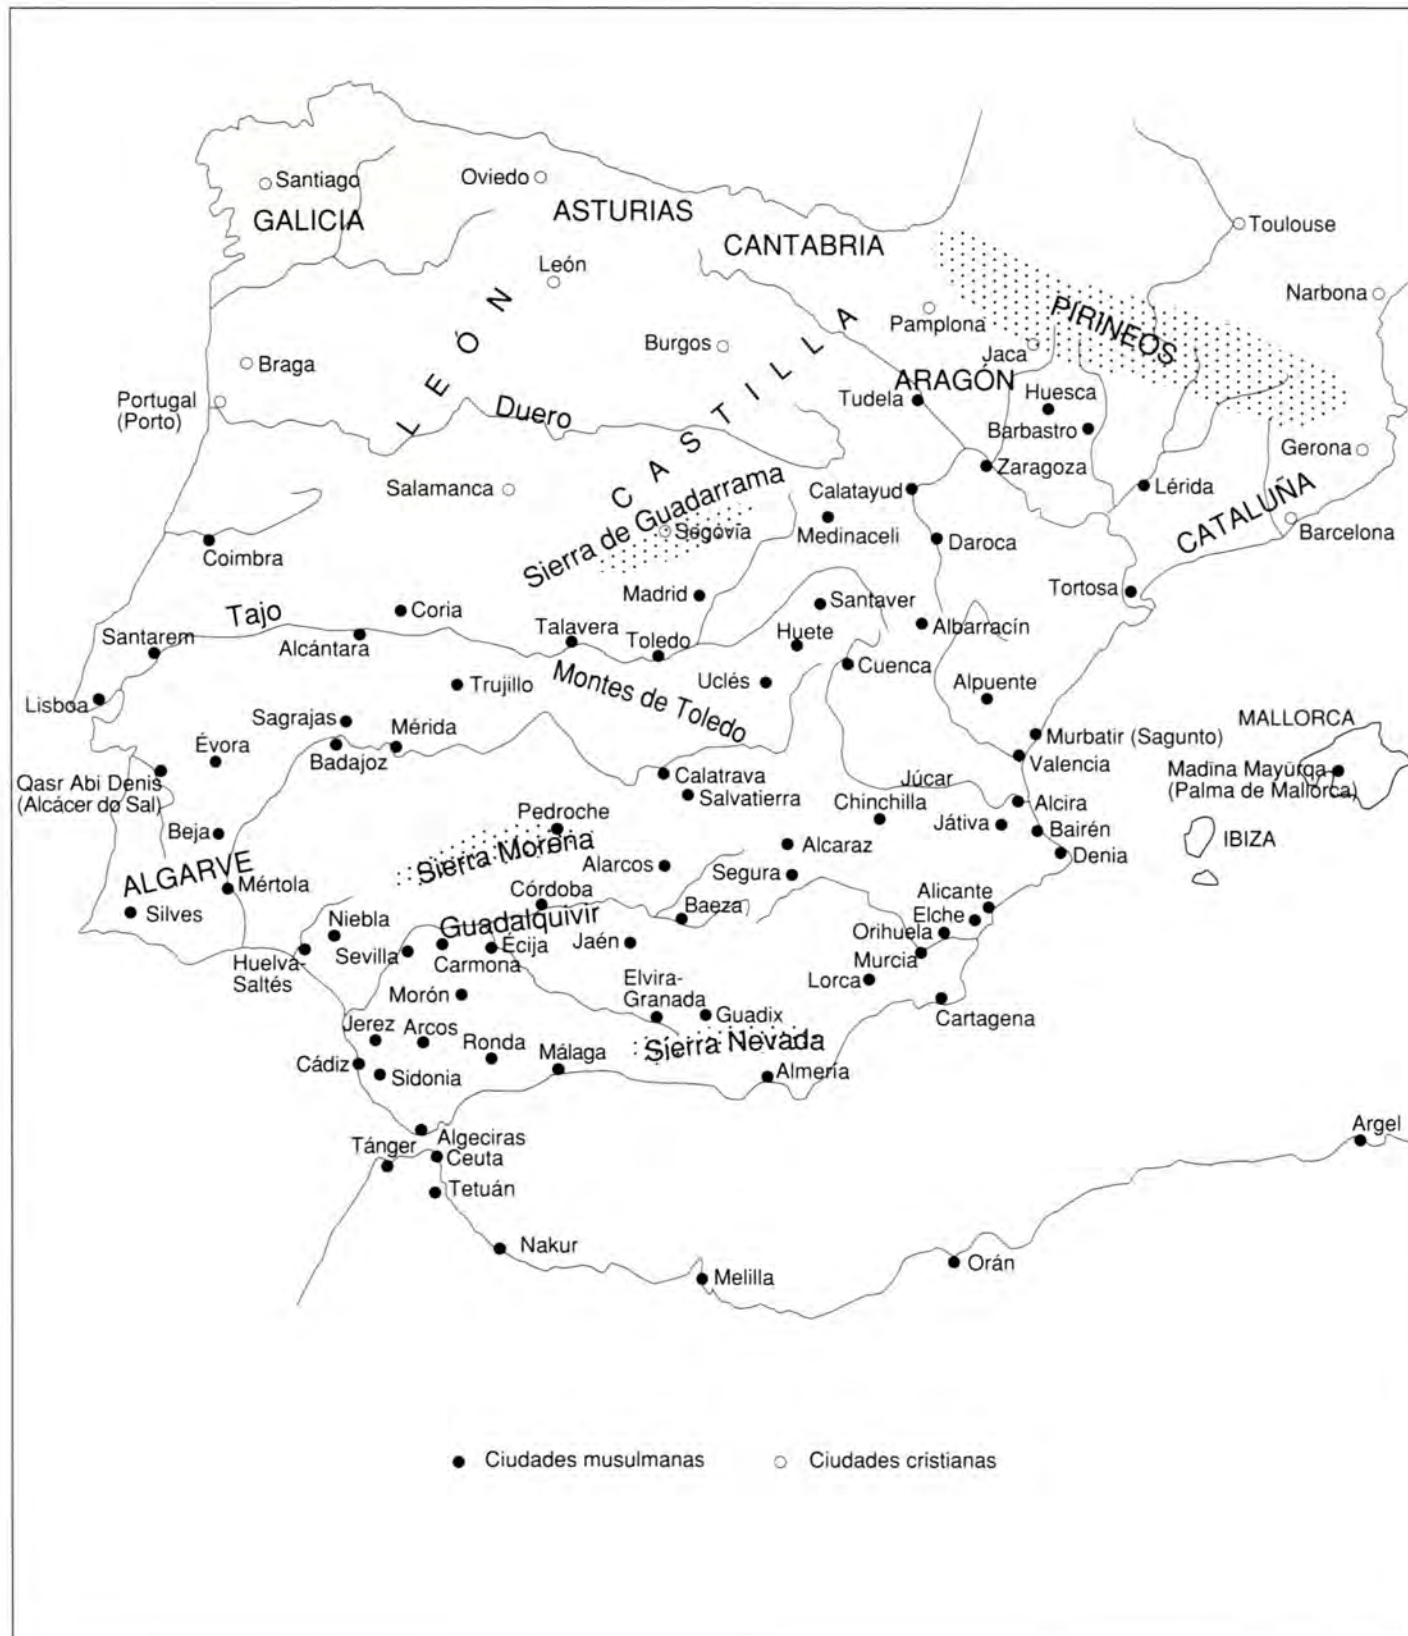 Santiago
Oviedo
GALICIA
ASTURIAS
CANTABRIA
Toulouse
León
Narbona
LEÓN
Pamplona
PIRINEOS
Burgos
Jaca
Braga
CASTILLA
ARAGÓN
Portugal
(Porto)
Tudela
Huesca
Duero
Barbastro
Gerona
Zaragoza
Salamanca
Calatayud
Lérida
Sierra de Guadarrama
CATALUÑA
Segóvia
Medinaceli
Barcelona
Coimbra
Daroca
Madrid
Tortosa
Tajo
Coria
Santaver
Santarem
Alcántara
Talavera
Toledo
Huete
Albarracín
Cuenca
Trujillo
Montes de Toledo
Uclés
Alpuente
Lisboa
Sagrajas
MALLORCA
Évora
Mérida
Murbatir (Sagunto)
Badajoz
Valencia
Qasr Abi Denis
(Alcácer do Sal)
Calatrava
Júcar
Madīna Mayūrqa
(Palma de Mallorca)
Salvatierra
Chinchilla
Alcira
Pedroche
Beja
Játiva
Bairén
IBIZA
Sierra Morena
Alcaraz
Denia
ALGARVE
Alarcos
Segura
Mértola
Córdoba
Alicante
Silves
Niebla
Guadalquivir
Baeza
Elche
Orihuela
Huelva-
Saltés
Sevilla
Carmona
Écija
Jaén
Murcia
Lorca
Morón
Elvira-
Granada
Guadix
Cartagena
Jerez
Arcos
Ronda
Sierra Nevada
Cádiz
Málaga
Sidonia
Almería
Argel
Tánger
Algeciras
Ceuta
Tetuán
Nakur
Orán
Melilla
Ciudades musulmanas
Ciudades cristianas